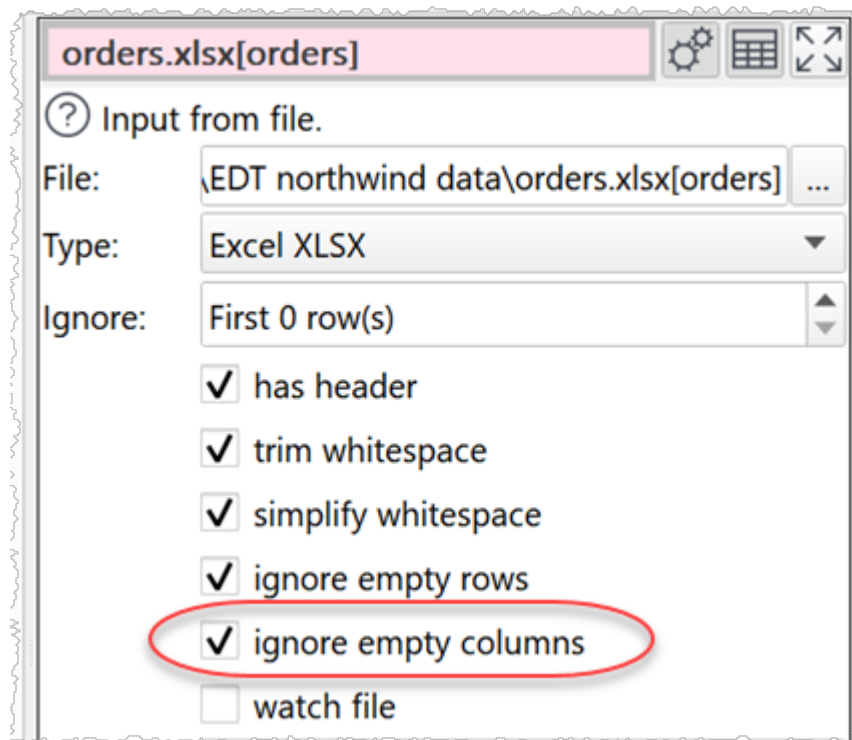 orders.xlsx[orders]
? Input from file.
File: \EDT northwind data\orders.xlsx[orders] ...
Type: Excel XLSX
Ignore: First 0 row(s)
has header
trim whitespace
simplify whitespace
ignore empty rows
ignore empty columns
watch file